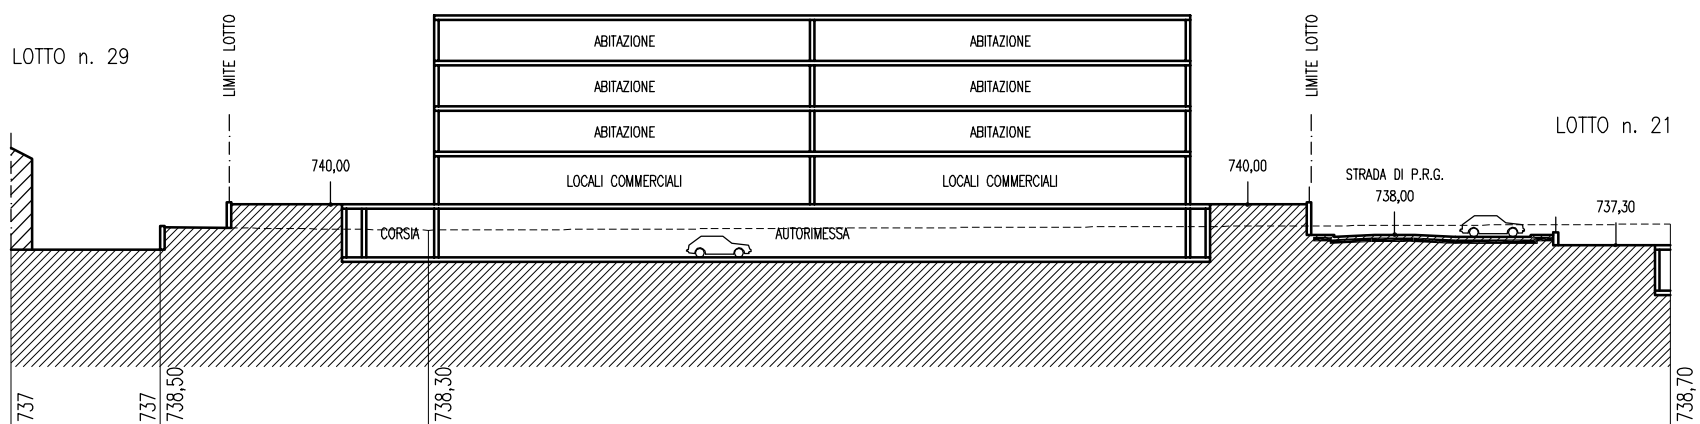 LOTTO n. 29
LIMITE LOTTO
ABITAZIONE
ABITAZIONE
LIMITE LOTTO
ABITAZIONE
ABITAZIONE
LOTTO n. 21
ABITAZIONE
ABITAZIONE
740,00
LOCALI COMMERCIALI
LOCALI COMMERCIALI
740,00
STRADA DI P.R.G.
738,00
737,30
CORSIA
AUTORIMESSA
737
737
738,50
738,30
738,70